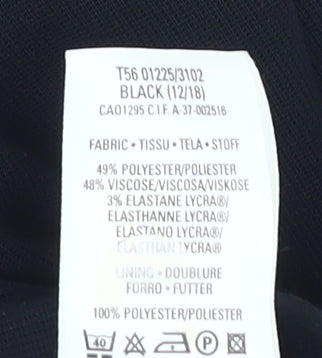 T56 01225/3102
BLACK (12/18)
CA01295 C.I.F. A-37-002516
FABRIC • TISSU • TELA • STOFF
49% POLYESTER/POLIESTER
48% VISCOSE/VISCOSA/VISKOSE
3% ELASTANE LYCRA®/
ELASTHANNE LYCRA®/
ELASTANO LYCRA®/
ELASTHAN LYCRA®
LINING • DOUBLURE
FORRO • FUTTER
100% POLYESTER/POLIESTER
40 P